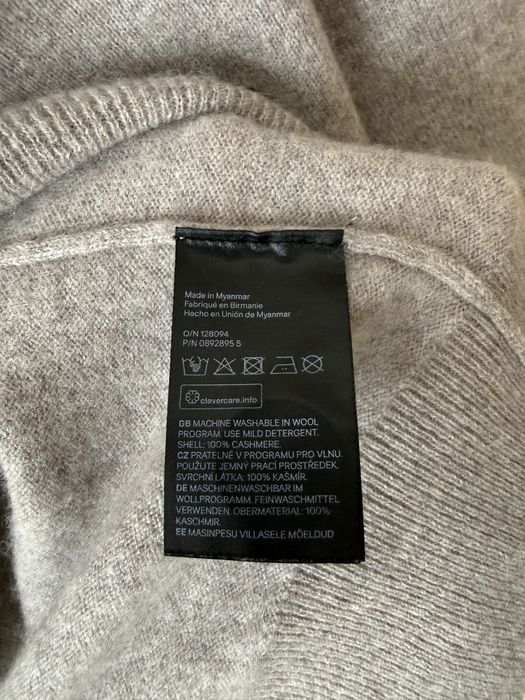 Made in Myanmar
Fabriqué en Birmanie
Hecho en Unión de Myanmar
O/N 128094
P/N 0892895 5
clevercare.info
GB MACHINE WASHABLE IN WOOL
PROGRAM. USE MILD DETERGENT.
SHELL: 100% CASHMERE.
CZ PRATELNÉ V PROGRAMU PRO VLNU.
POUŽIJTE JEMNÝ PRACÍ PROSTŘEDEK.
SVRCHNÍ LÁTKA: 100% KAŠMÍR.
DE MASCHINENWASCHBAR IM
WOLLPROGRAMM. FEINWASCHMITTEL
VERWENDEN. OBERMATERIAL: 100%
KASCHMIR.
EE MASINPESU VILLASELE MÕELDUD